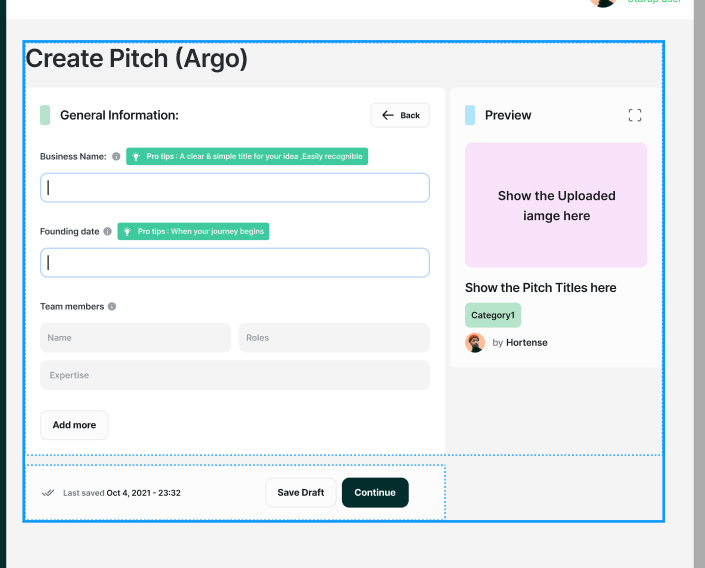 Create Pitch (Argo)
General Information:
Back
Business Name:
Pro tips : A clear & simple title for your idea ,Easily recognible
Founding date
Pro tips : When your journey begins
Team members
Name
Roles
Expertise
Add more
Last saved Oct 4, 2021 - 23:32
Save Draft
Continue
Preview
Show the Uploaded
iamge here
Show the Pitch Titles here
Category1
by Hortense